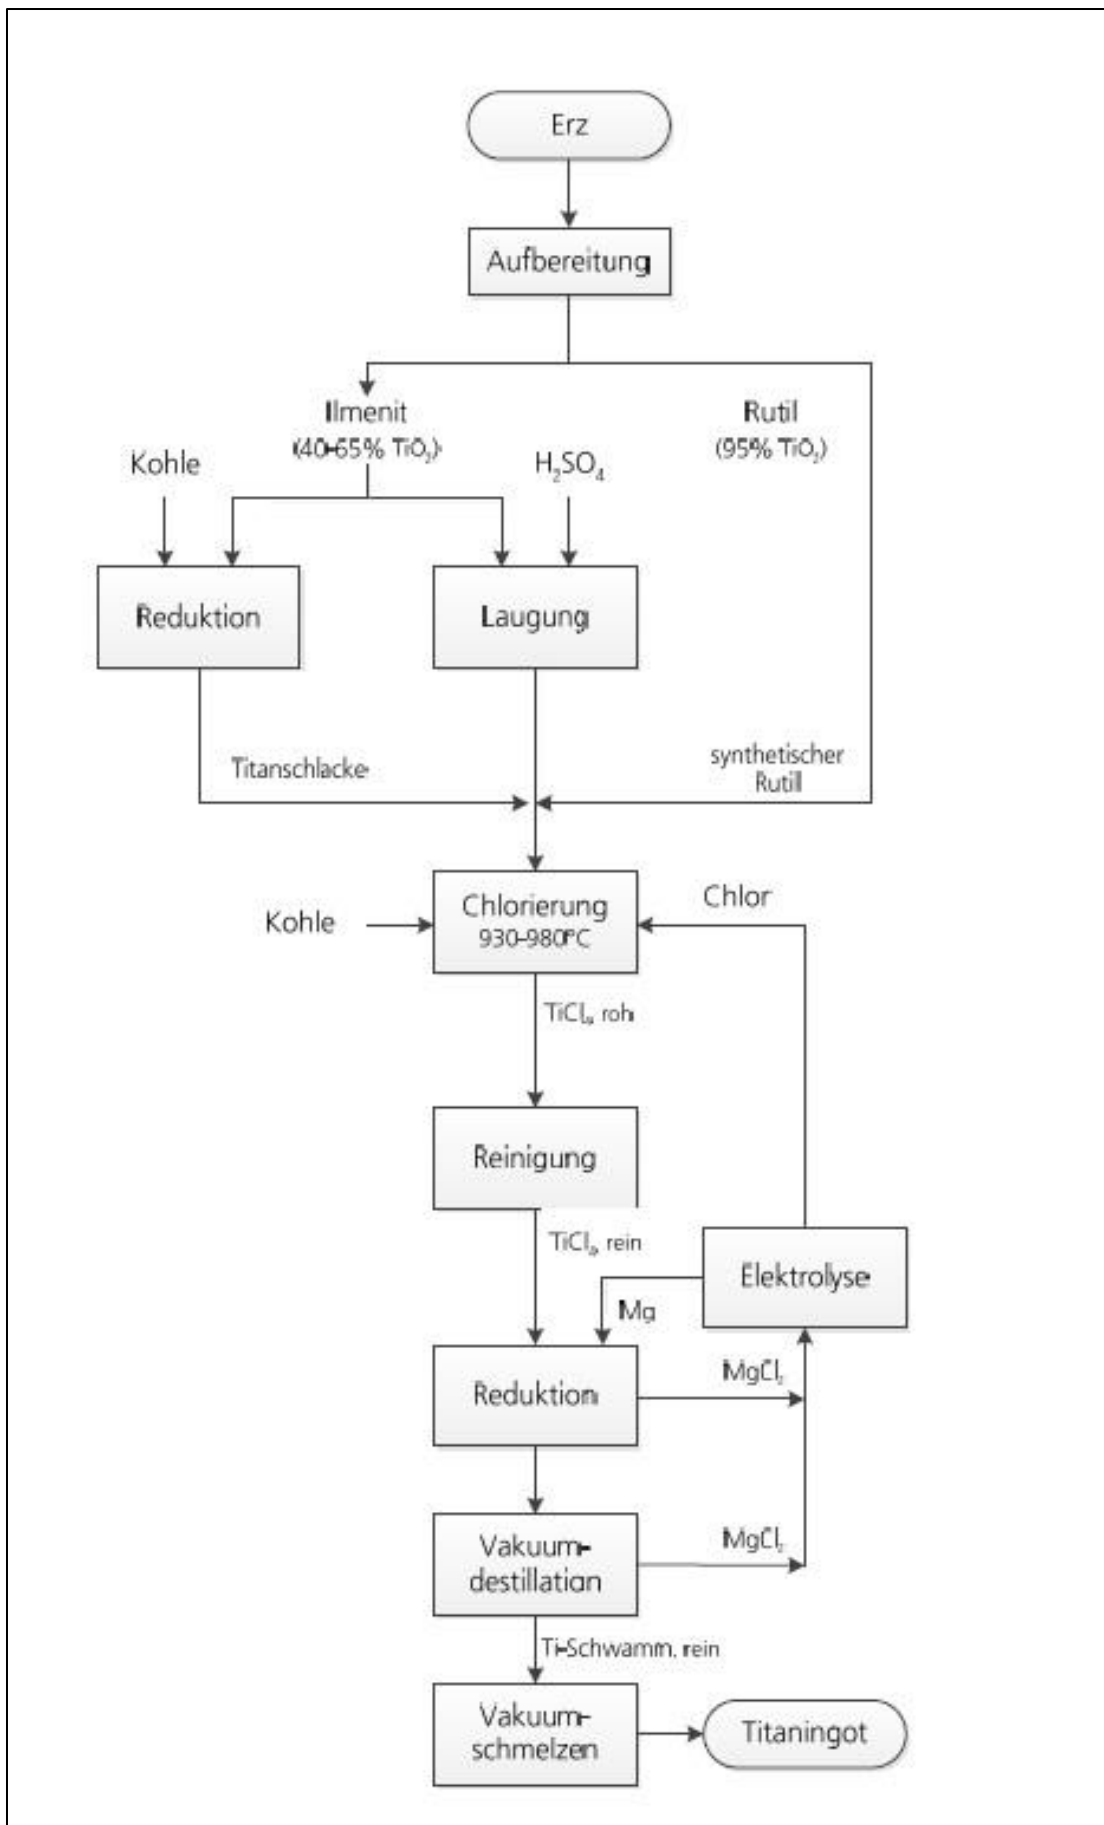 Erz
Aufbereitung
Ilmenit
(40-65% TiO₂)
Rutil
(95% TiO₂)
Kohle
H₂SO₄
Reduktion
Laugung
Titanschlacke
synthetischer
Rutil
Chlorierung
930-980°C
Kohle
Chlor
TiCl₄, roh
Reinigung
TiCl₄, rein
Elektrolyse
Mg
Reduktion
MgCl₂
Vakuum-
destillation
MgCl₂
Ti-Schwamm, rein
Vakuum-
schmelzen
Titaningot